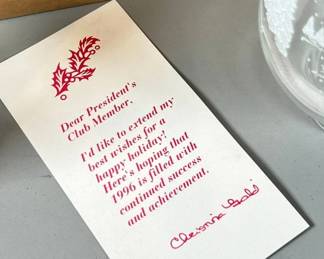 Dear President's
Club Member,
I'd like to extend my
best wishes for a
happy holiday!
Here's hoping that
1996 is filled with
continued success
and achievement.